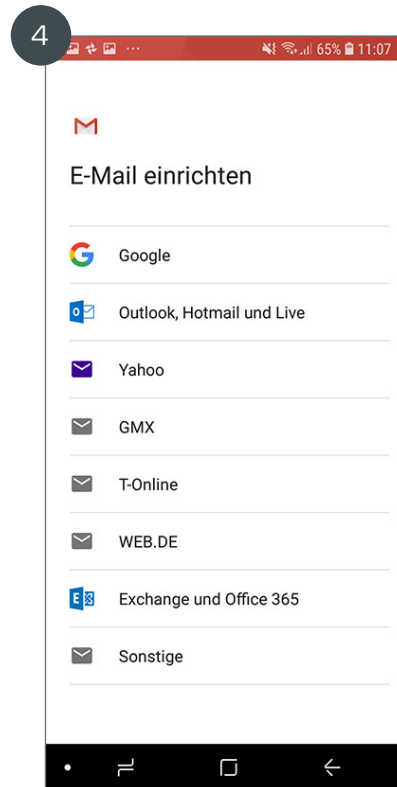 4
... 65% 11:07
E-Mail einrichten
Google
Outlook, Hotmail und Live
Yahoo
GMX
T-Online
WEB.DE
Exchange und Office 365
Sonstige